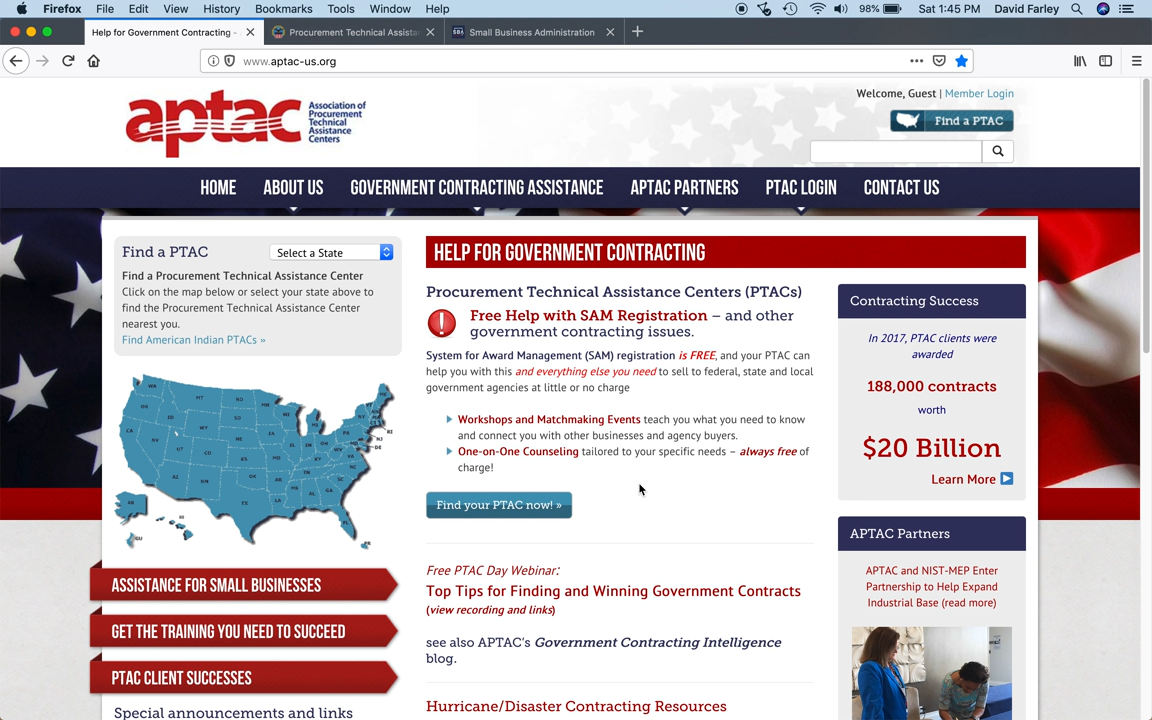 Firefox File Edit View History Bookmarks Tools Window Help 98% Sat 1:45 PM David Farley
Help for Government Contracting - Procurement Technical Assista Small Business Administration
www.aptac-us.org
Welcome, Guest | Member Login
aptac
Association of
Procurement
Technical
Assistance
Centers
Find a PTAC
HOME ABOUT US GOVERNMENT CONTRACTING ASSISTANCE APTAC PARTNERS PTAC LOGIN CONTACT US
Find a PTAC Select a State
Find a Procurement Technical Assistance Center
Click on the map below or select your state above to
find the Procurement Technical Assistance Center
nearest you.
Find American Indian PTACs »
ASSISTANCE FOR SMALL BUSINESSES
GET THE TRAINING YOU NEED TO SUCCEED
PTAC CLIENT SUCCESSES
Special announcements and links
HELP FOR GOVERNMENT CONTRACTING
Procurement Technical Assistance Centers (PTACs)
Free Help with SAM Registration – and other
government contracting issues.
System for Award Management (SAM) registration is FREE, and your PTAC can
help you with this and everything else you need to sell to federal, state and local
government agencies at little or no charge
Workshops and Matchmaking Events teach you what you need to know
and connect you with other businesses and agency buyers.
One-on-One Counseling tailored to your specific needs – always free of
charge!
Find your PTAC now! »
Free PTAC Day Webinar:
Top Tips for Finding and Winning Government Contracts
(view recording and links)
see also APTAC's Government Contracting Intelligence
blog.
Hurricane/Disaster Contracting Resources
Contracting Success
In 2017, PTAC clients were
awarded
188,000 contracts
worth
$20 Billion
Learn More
APTAC Partners
APTAC and NIST-MEP Enter
Partnership to Help Expand
Industrial Base (read more)